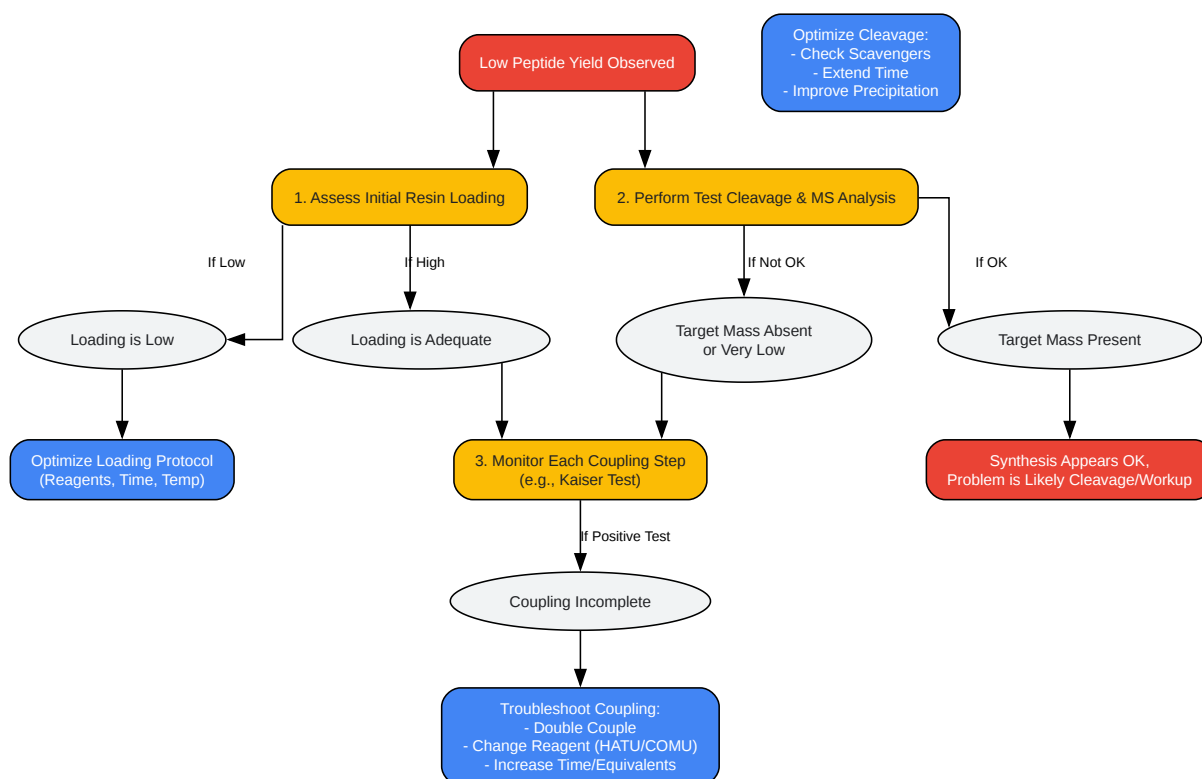 Optimize Cleavage:
- Check Scavengers
- Extend Time
- Improve Precipitation
Low Peptide Yield Observed
1. Assess Initial Resin Loading
2. Perform Test Cleavage & MS Analysis
If Low
If High
If Not OK
If OK
Loading is Low
Loading is Adequate
Target Mass Absent
or Very Low
Target Mass Present
Optimize Loading Protocol
(Reagents, Time, Temp)
3. Monitor Each Coupling Step
(e.g., Kaiser Test)
Synthesis Appears OK,
Problem is Likely Cleavage/Workup
If Positive Test
Coupling Incomplete
Troubleshoot Coupling:
- Double Couple
- Change Reagent (HATU/COMU)
- Increase Time/Equivalents